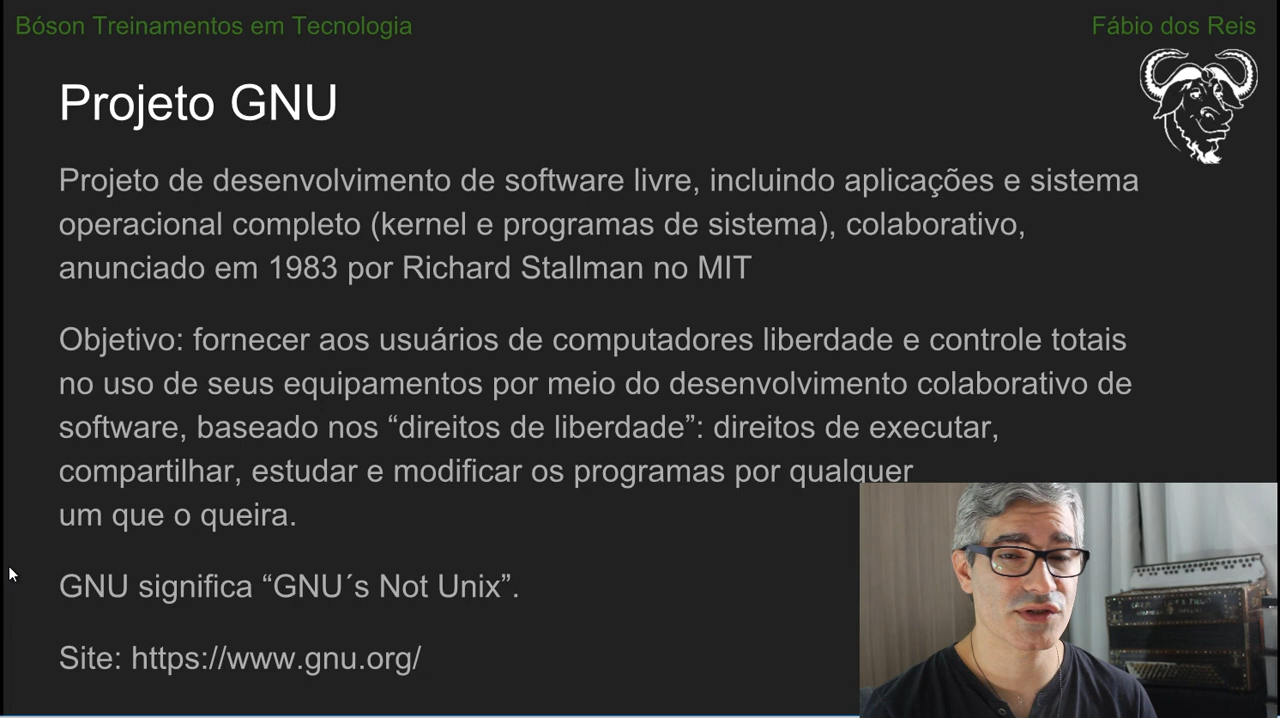 Bóson Treinamentos em Tecnologia
Fábio dos Reis
Projeto GNU
Projeto de desenvolvimento de software livre, incluindo aplicações e sistema
operacional completo (kernel e programas de sistema), colaborativo,
anunciado em 1983 por Richard Stallman no MIT
Objetivo: fornecer aos usuários de computadores liberdade e controle totais
no uso de seus equipamentos por meio do desenvolvimento colaborativo de
software, baseado nos “direitos de liberdade”: direitos de executar,
compartilhar, estudar e modificar os programas por qualquer
um que o queira.
GNU significa “GNU´s Not Unix”.
Site: https://www.gnu.org/